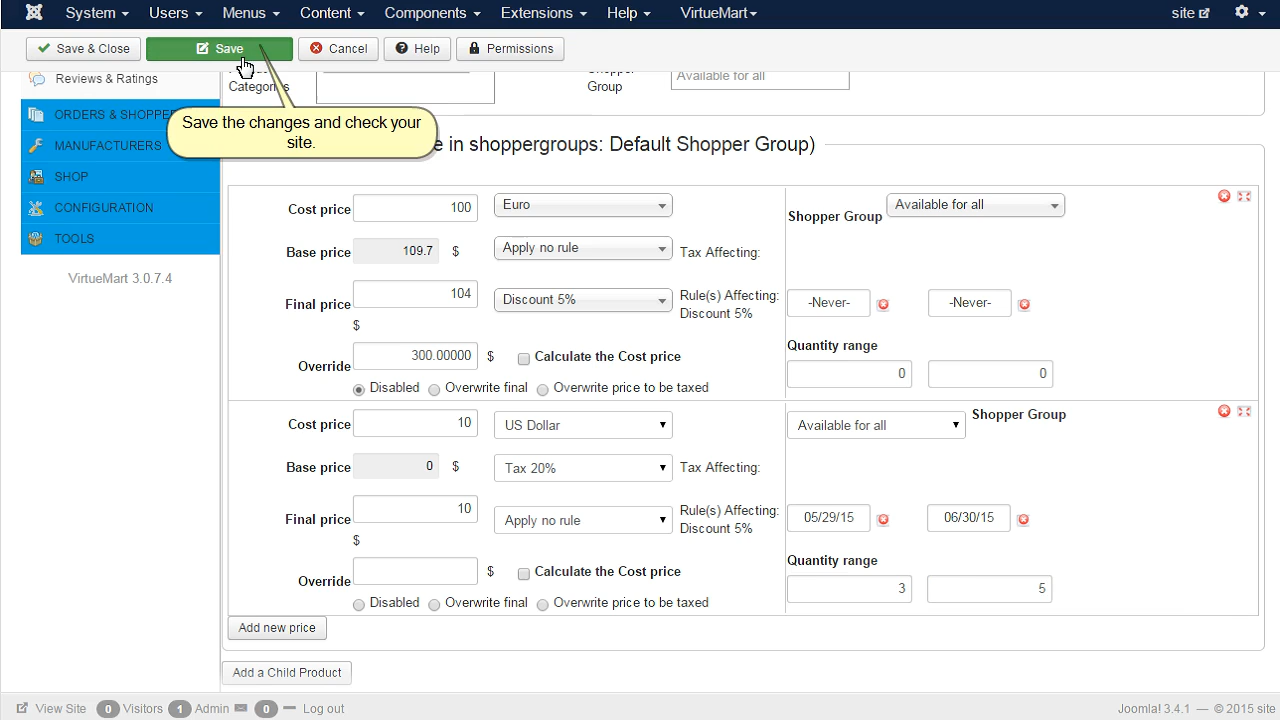 System Users Menus Content Components Extensions Help VirtueMart site
Save & Close Save Cancel Help Permissions
Reviews & Ratings
Categories
Shopper
Group
Available for all
ORDERS & SHOPPE
MANUFACTURERS
SHOP
CONFIGURATION
TOOLS
VirtueMart 3.0.7.4
Save the changes and check your
site.
e in shoppergroups: Default Shopper Group)
Cost price 100 Euro Shopper Group Available for all
Base price 109.7 $ Apply no rule Tax Affecting:
Final price 104 Discount 5% Rule(s) Affecting:
Discount 5%
-Never- -Never-
$
Quantity range
Override 300.00000 $ Calculate the Cost price
0 0
Disabled Overwrite final Overwrite price to be taxed
Cost price 10 US Dollar Available for all Shopper Group
Base price 0 $ Tax 20% Tax Affecting:
Final price 10 Apply no rule Rule(s) Affecting:
Discount 5%
05/29/15 06/30/15
$
Quantity range
Override $ Calculate the Cost price
3 5
Disabled Overwrite final Overwrite price to be taxed
Add new price
Add a Child Product
View Site 0 Visitors 1 Admin 0 Log out Joomla! 3.4.1 — © 2015 site